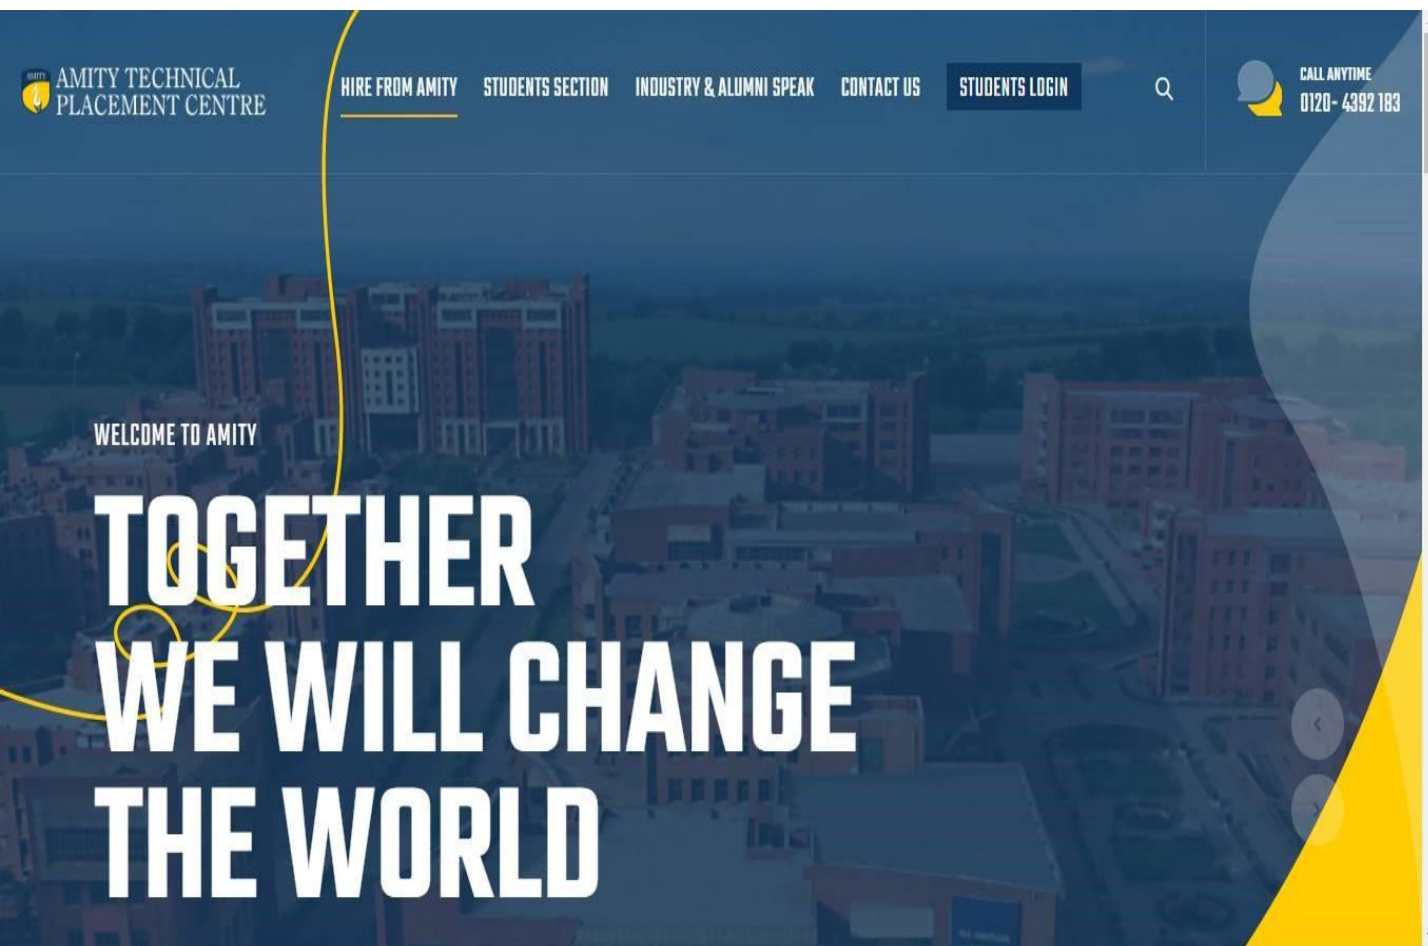 AMITY
AMITY TECHNICAL
PLACEMENT CENTRE
HIRE FROM AMITY
STUDENTS SECTION
INDUSTRY & ALUMNI SPEAK
CONTACT US
STUDENTS LOGIN
CALL ANYTIME
0120- 4392 183
WELCOME TO AMITY
TOGETHER
WE WILL CHANGE
THE WORLD